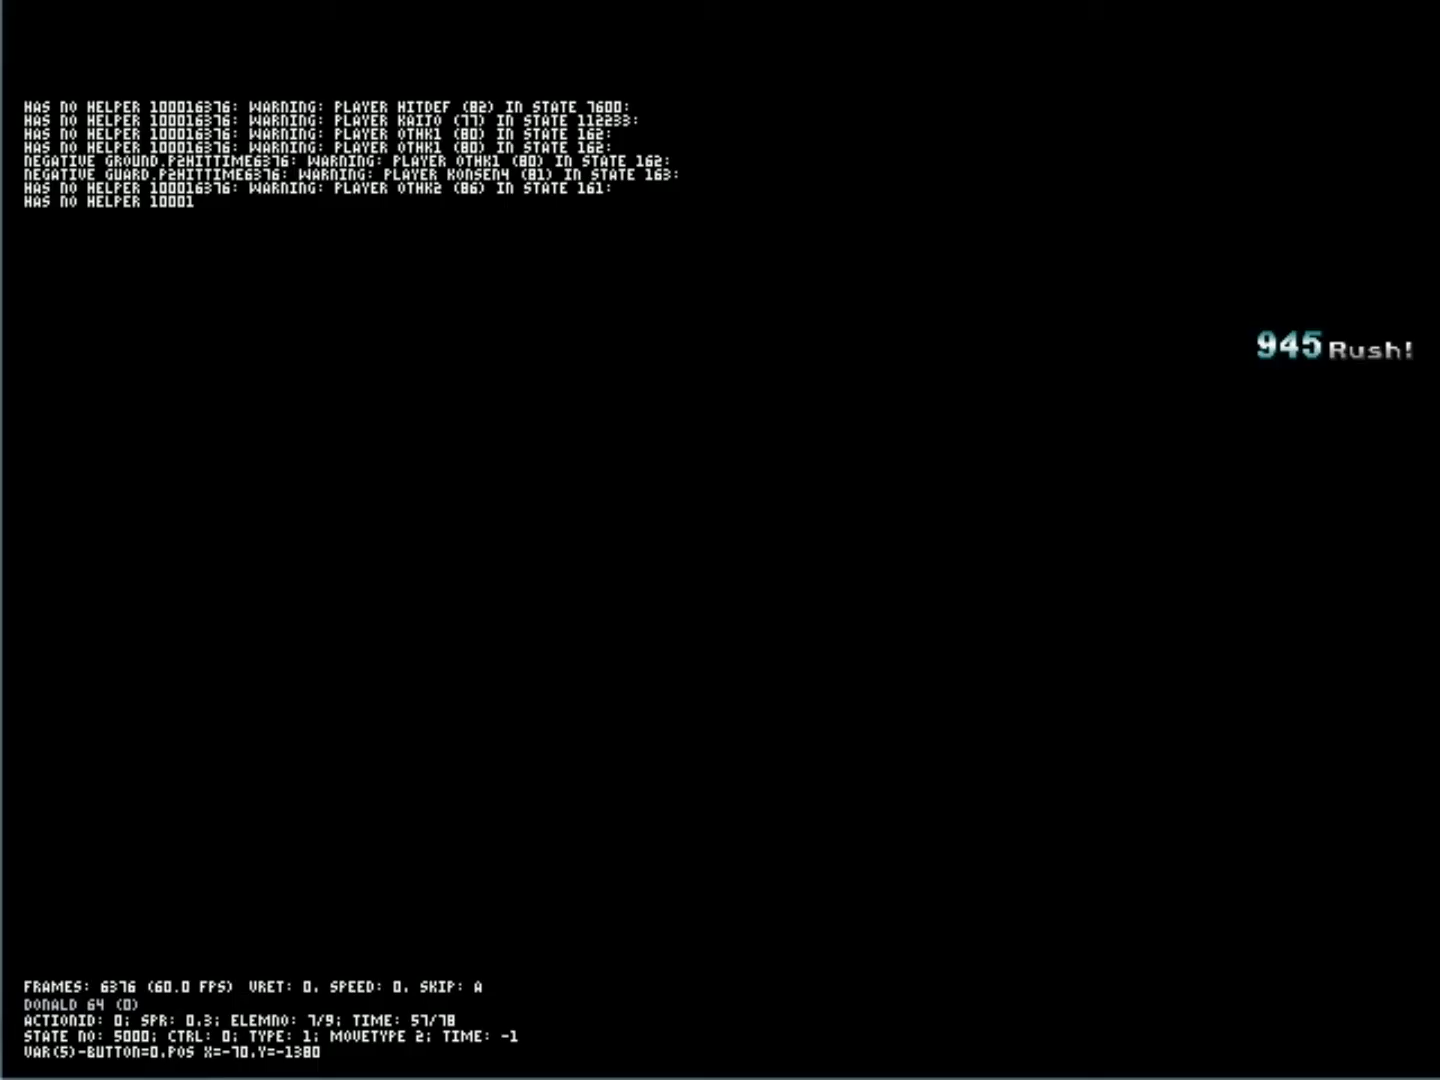 HAS NO HELPER 100016376: WARNING: PLAYER HITDEF (82) IN STATE 7600:
HAS NO HELPER 100016376: WARNING: PLAYER KAITO (77) IN STATE 112233:
HAS NO HELPER 100016376: WARNING: PLAYER OTHK1 (80) IN STATE 162:
HAS NO HELPER 100016376: WARNING: PLAYER OTHK1 (80) IN STATE 162:
NEGATIVE GROUND.P2HITTIME6376: WARNING: PLAYER OTHK1 (80) IN STATE 162:
NEGATIVE GUARD.P2HITTIME6376: WARNING: PLAYER KONSEN4 (81) IN STATE 163:
HAS NO HELPER 100016376: WARNING: PLAYER OTHK2 (86) IN STATE 161:
HAS NO HELPER 10001
945 Rush!
FRAMES: 6376 (60.0 FPS) VRET: 0. SPEED: 0. SKIP: A
DONALD 64 (0)
ACTIONID: 0; SPR: 0.3; ELEMNO: 7/9; TIME: 57/78
STATE NO: 5000; CTRL: 0; TYPE: 1; MOVETYPE 2; TIME: -1
VAR(5)-BUTTON=0.POS X=-70.Y=-1380